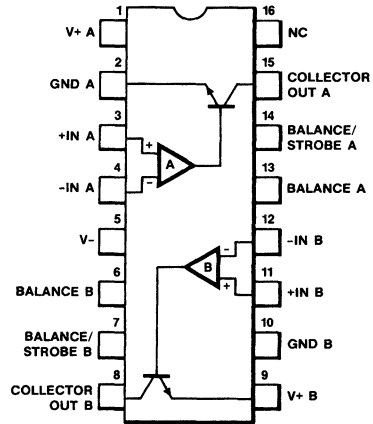 1
16
V+ A
NC
2
15
GND A
COLLECTOR
OUT A
3
14
+IN A
BALANCE/
STROBE A
+
A
4
13
−IN A
−
BALANCE A
5
12
V−
−IN B
−
B
6
11
BALANCE B
+
+IN B
7
10
BALANCE/
STROBE B
GND B
8
9
COLLECTOR
OUT B
V+ B